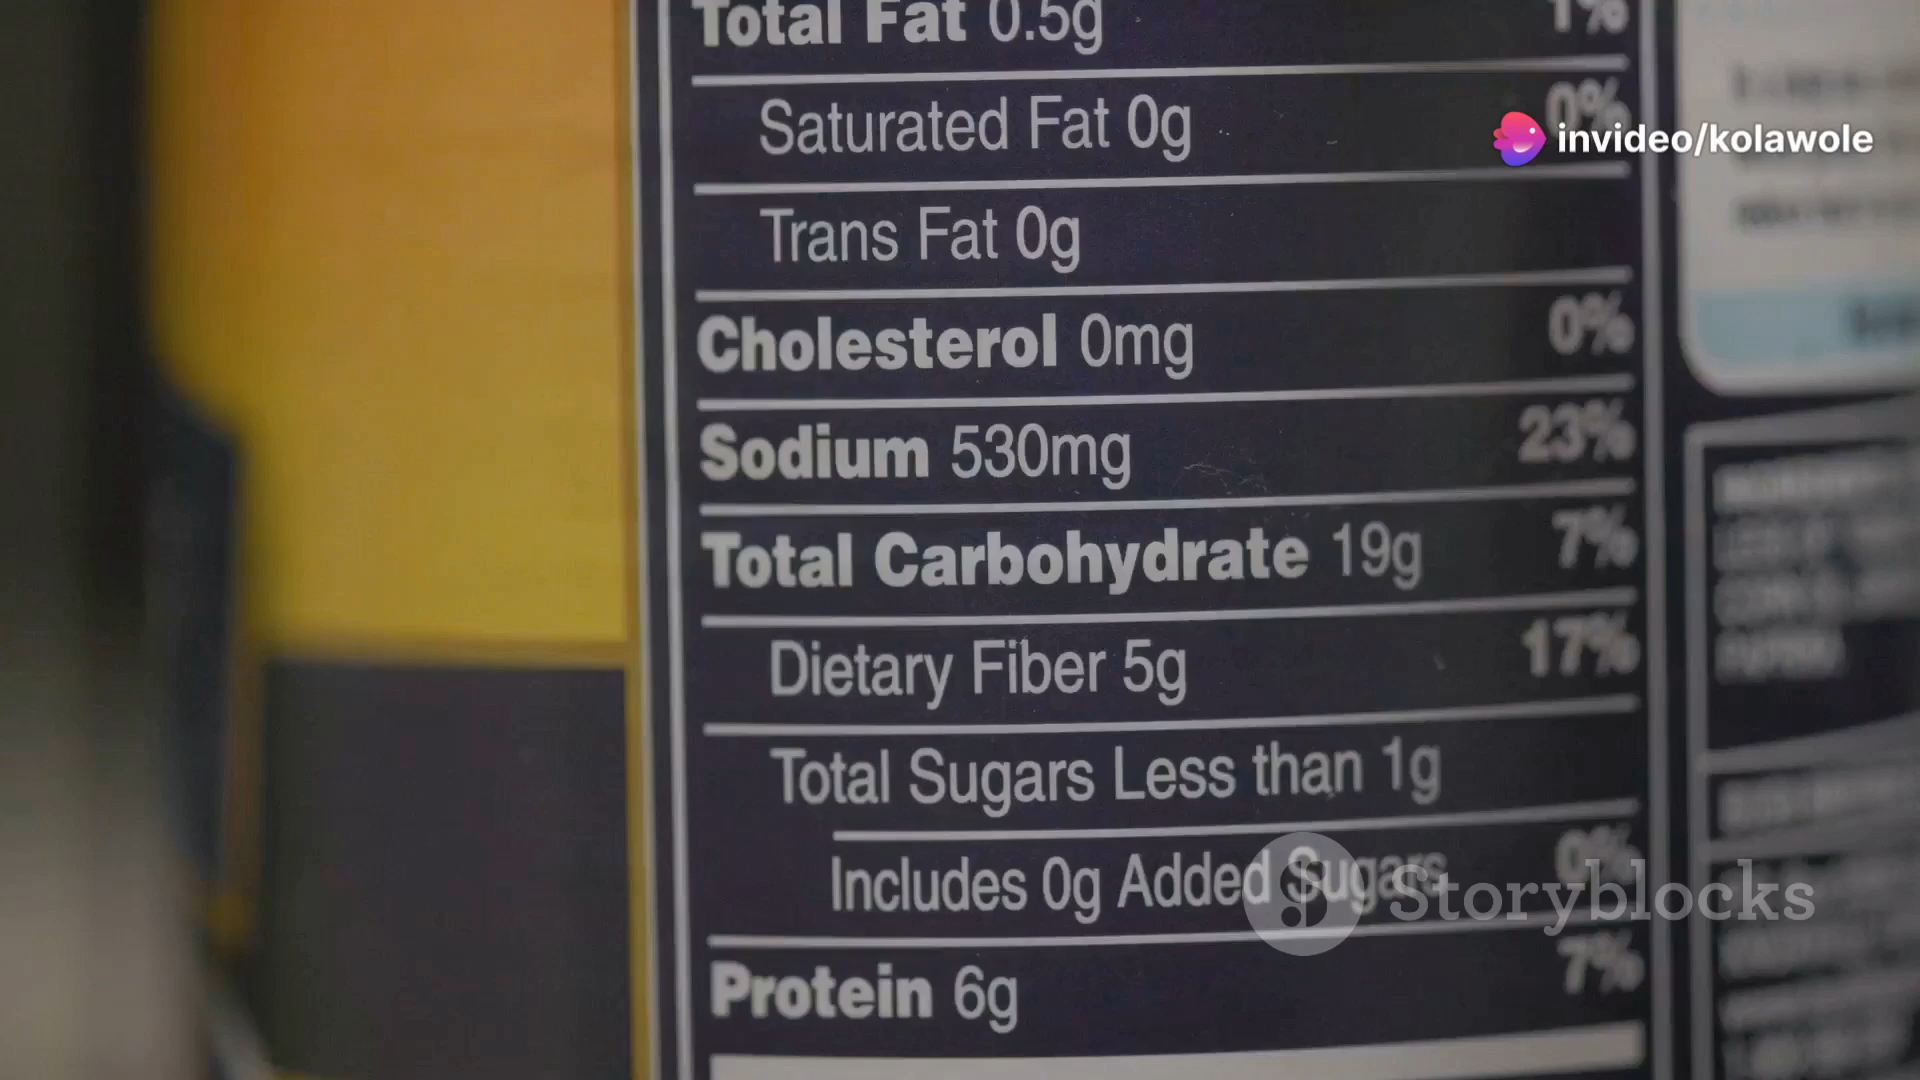 Total Fat 0.5g 1%
Saturated Fat 0g 0%
invideo/kolawole
Trans Fat 0g
Cholesterol 0mg 0%
Sodium 530mg 23%
Total Carbohydrate 19g 7%
Dietary Fiber 5g 17%
Total Sugars Less than 1g
Includes 0g Added Sugars 0%
Storyblocks
Protein 6g 7%